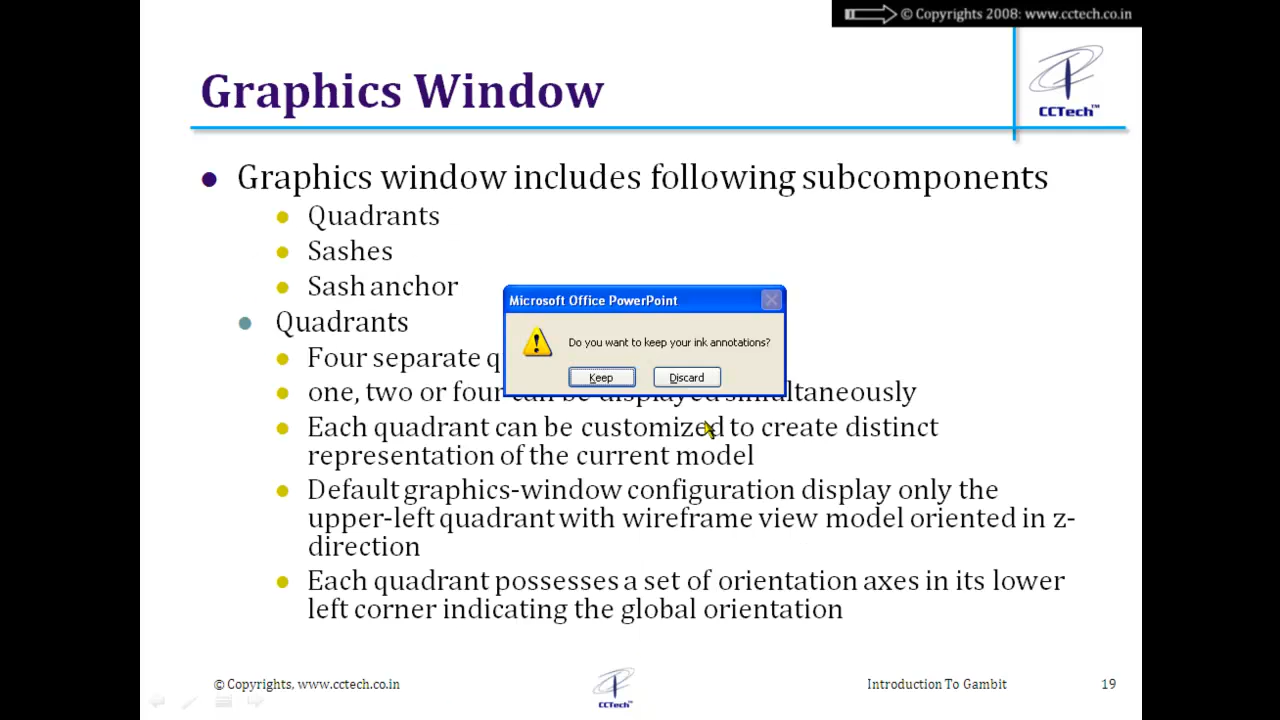 © Copyrights 2008: www.cctech.co.in
Graphics Window
CCTech™
Graphics window includes following subcomponents
Quadrants
Sashes
Sash anchor
Quadrants
Microsoft Office PowerPoint
Do you want to keep your ink annotations?
Keep Discard
Four separate q
one, two or four can be displayed simultaneously
Each quadrant can be customized to create distinct
representation of the current model
Default graphics-window configuration display only the
upper-left quadrant with wireframe view model oriented in z-
direction
Each quadrant possesses a set of orientation axes in its lower
left corner indicating the global orientation
© Copyrights, www.cctech.co.in
CCTech™
Introduction To Gambit
19